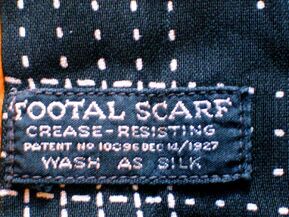 TOOTAL SCARF
CREASE-RESISTING
PATENT No 10096 DEC 14/1927
WASH AS SILK